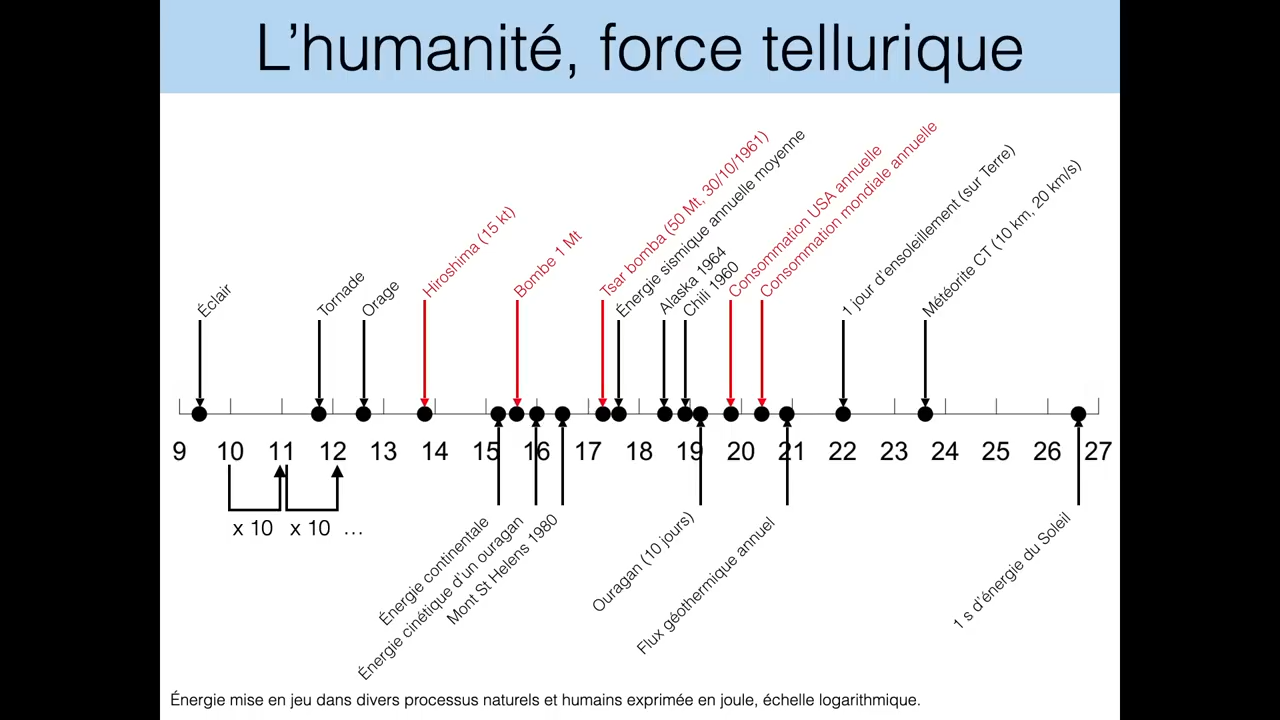 L’humanité, force tellurique
Éclair
Tornade
Orage
Hiroshima (15 kt)
Bombe 1 Mt
Tsar bomba (50 Mt, 30/10/1961)
Énergie sismique annuelle moyenne
Alaska 1964
Chili 1960
Consommation USA annuelle
Consommation mondiale annuelle
1 jour d’ensoleillement (sur Terre)
Météorite CT (10 km, 20 km/s)
9 10 11 12 13 14 15 16 17 18 19 20 21 22 23 24 25 26 27
x 10 x 10 …
Énergie continentale
Énergie cinétique d’un ouragan
Mont St Helens 1980
Ouragan (10 jours)
Flux géothermique annuel
1 s d’énergie du Soleil
Énergie mise en jeu dans divers processus naturels et humains exprimée en joule, échelle logarithmique.